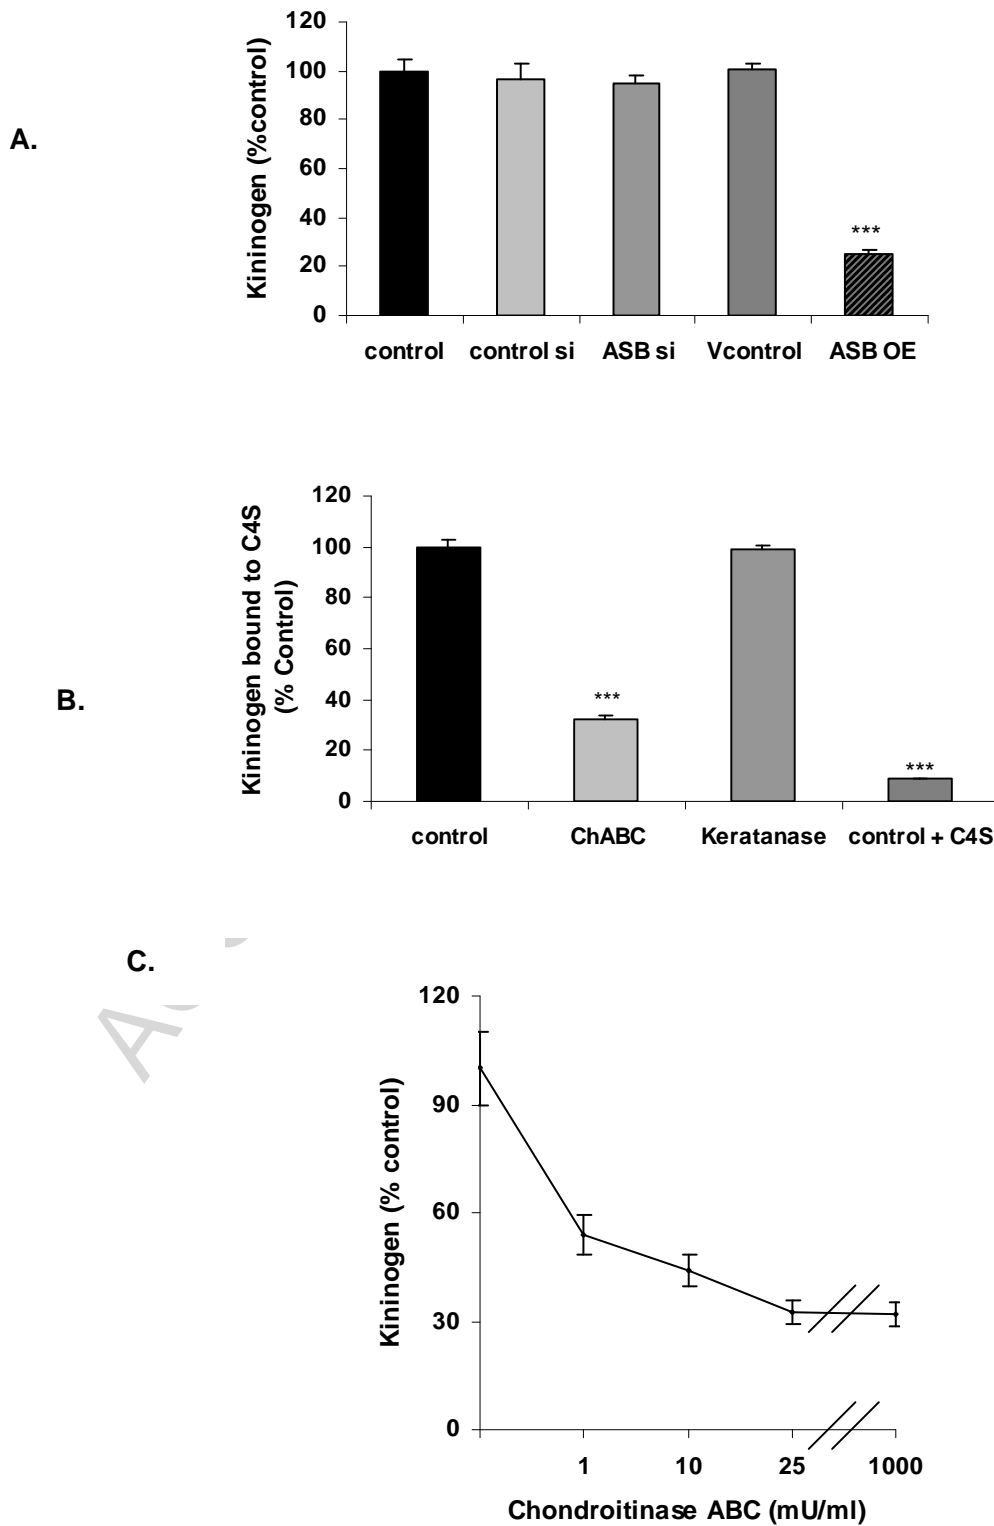 A.
Kininogen (%control)
120
100
80
60
40
20
0
***
control control si ASB si Vcontrol ASB OE
B.
Kininogen bound to C4S
(% Control)
120
100
80
60
40
20
0
***
***
control ChABC Keratanase control + C4S
C.
Kininogen (% control)
120
90
60
30
0
1 10 25 1000
Chondroitinase ABC (mU/ml)